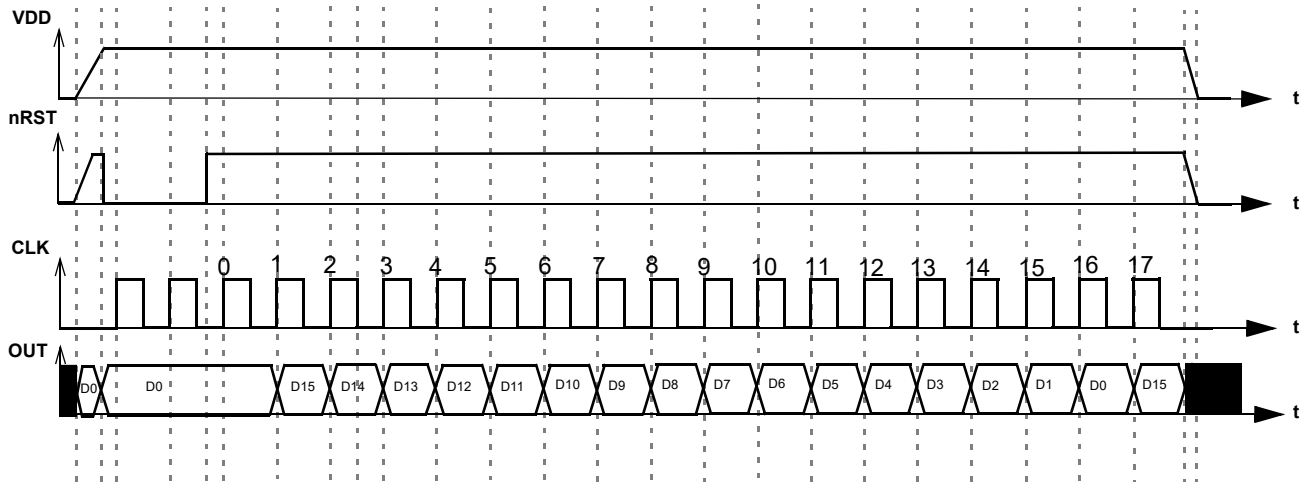 VDD
t
nRST
t
CLK
0 1 2 3 4 5 6 7 8 9 10 11 12 13 14 15 16 17
t
OUT
D0 D0 D15 D14 D13 D12 D11 D10 D9 D8 D7 D6 D5 D4 D3 D2 D1 D0 D15
t